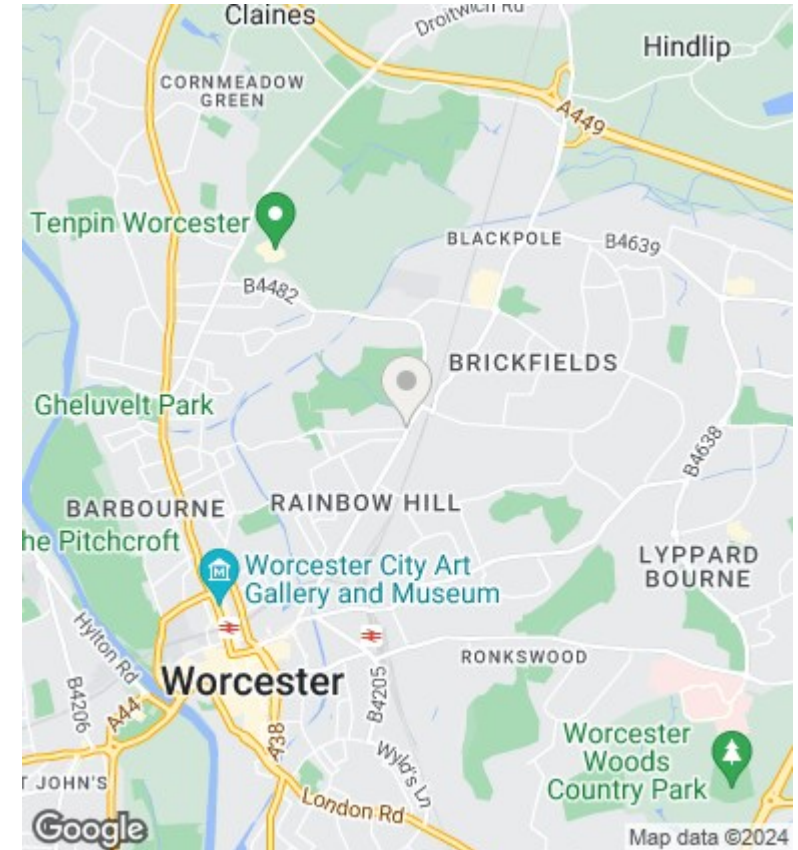 Claines
Droitwich Rd
Hindlip
CORNMEADOW
GREEN
A449
Tenpin Worcester
BLACKPOLE
B4639
B4482
BRICKFIELDS
Gheluvelt Park
B4638
BARBOURNE
RAINBOW HILL
he Pitchcroft
Worcester City Art
Gallery and Museum
LYPPARD
BOURNE
Hylton Rd
RONKSWOOD
Worcester
B4205
B4206
A44
A38
Wyld's Ln
Worcester
Woods
Country Park
T JOHN'S
London Rd
Google
Map data ©2024